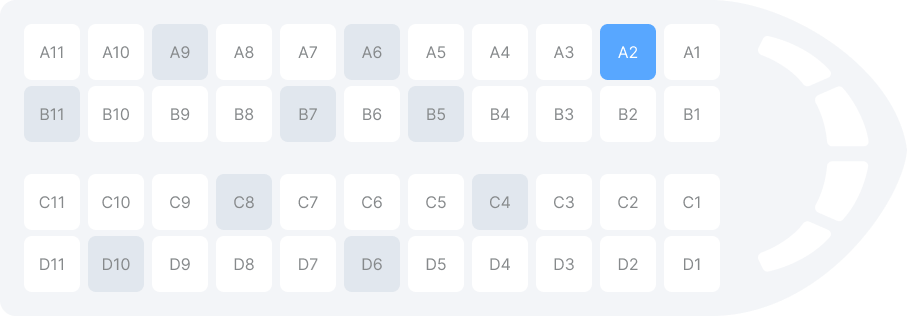 A11 A10 A9 A8 A7 A6 A5 A4 A3 A2 A1
B11 B10 B9 B8 B7 B6 B5 B4 B3 B2 B1
C11 C10 C9 C8 C7 C6 C5 C4 C3 C2 C1
D11 D10 D9 D8 D7 D6 D5 D4 D3 D2 D1